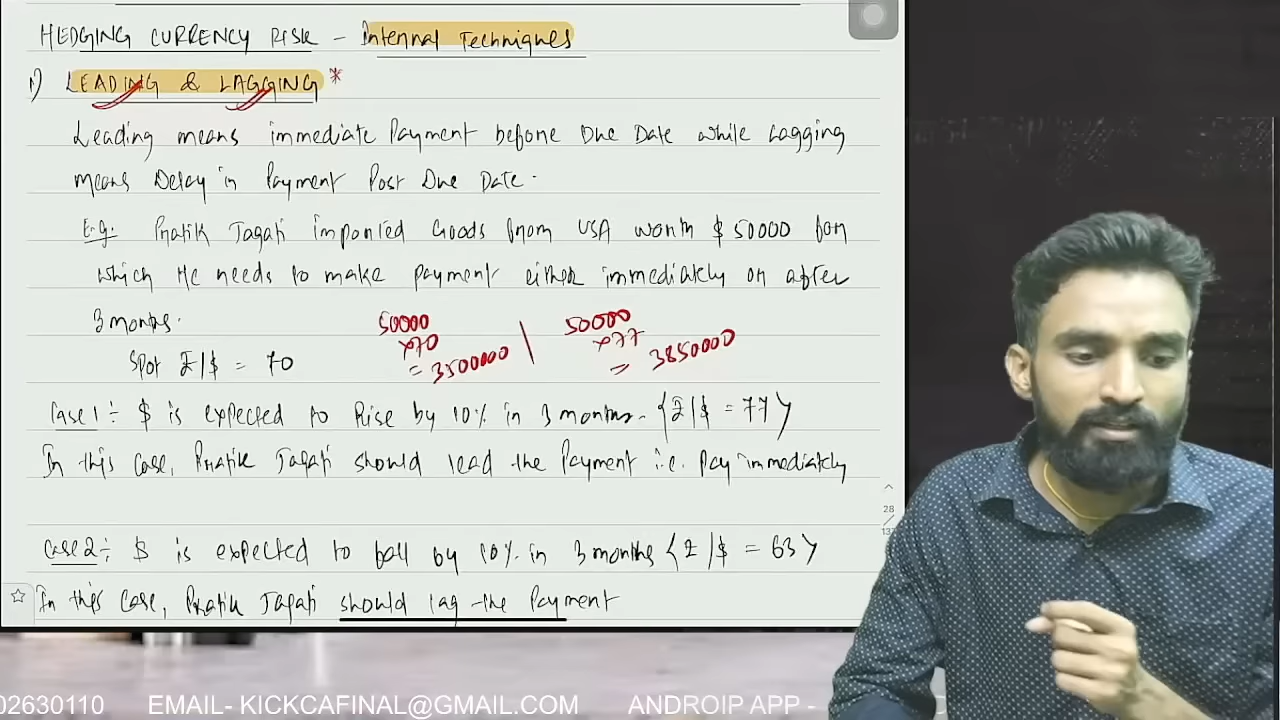 HEDGING CURRENCY RISK - Internal Techniques
1) LEADING & LAGGING *
Leading means immediate Payment before Due Date while Lagging
means Delay in Payment Post Due Date.
E.g. Pratik Jagati imported Goods from USA worth $ 50000 for
which He needs to make payment either immediately or after
3 months.
50000
×70
= 3500000
50000
×77
= 3850000
Spot ₹/$ = 70
Case 1 ÷ $ is expected to Rise by 10% in 3 months. {₹/$ = 77}
In this Case, Pratik Jagati should lead the Payment i.e. Pay immediately
Case 2 ÷ $ is expected to fall by 10% in 3 months {₹/$ = 63}
In this Case, Pratik Jagati should lag the Payment
28
02630110 EMAIL- KICKCAFINAL@GMAIL.COM ANDROIP APP -